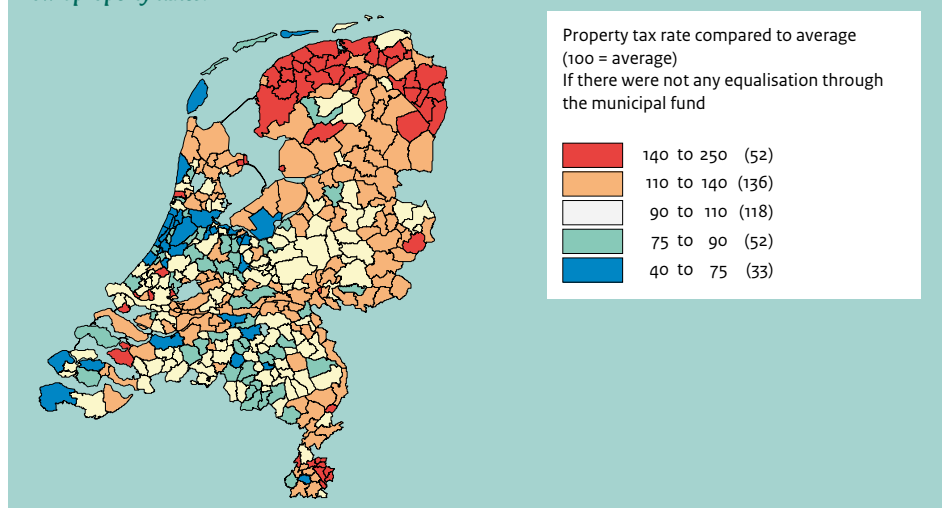 Property tax rate compared to average
(100 = average)
If there were not any equalisation through
the municipal fund
140 to 250 (52)
110 to 140 (136)
90 to 110 (118)
75 to 90 (52)
40 to 75 (33)